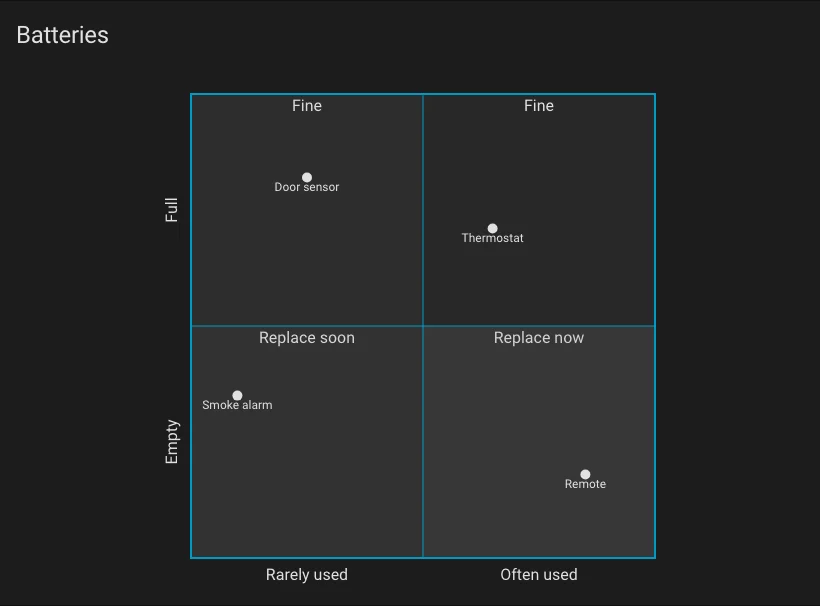 Batteries
Fine
Fine
Door sensor
Full
Thermostat
Replace soon
Replace now
Smoke alarm
Empty
Remote
Rarely used
Often used